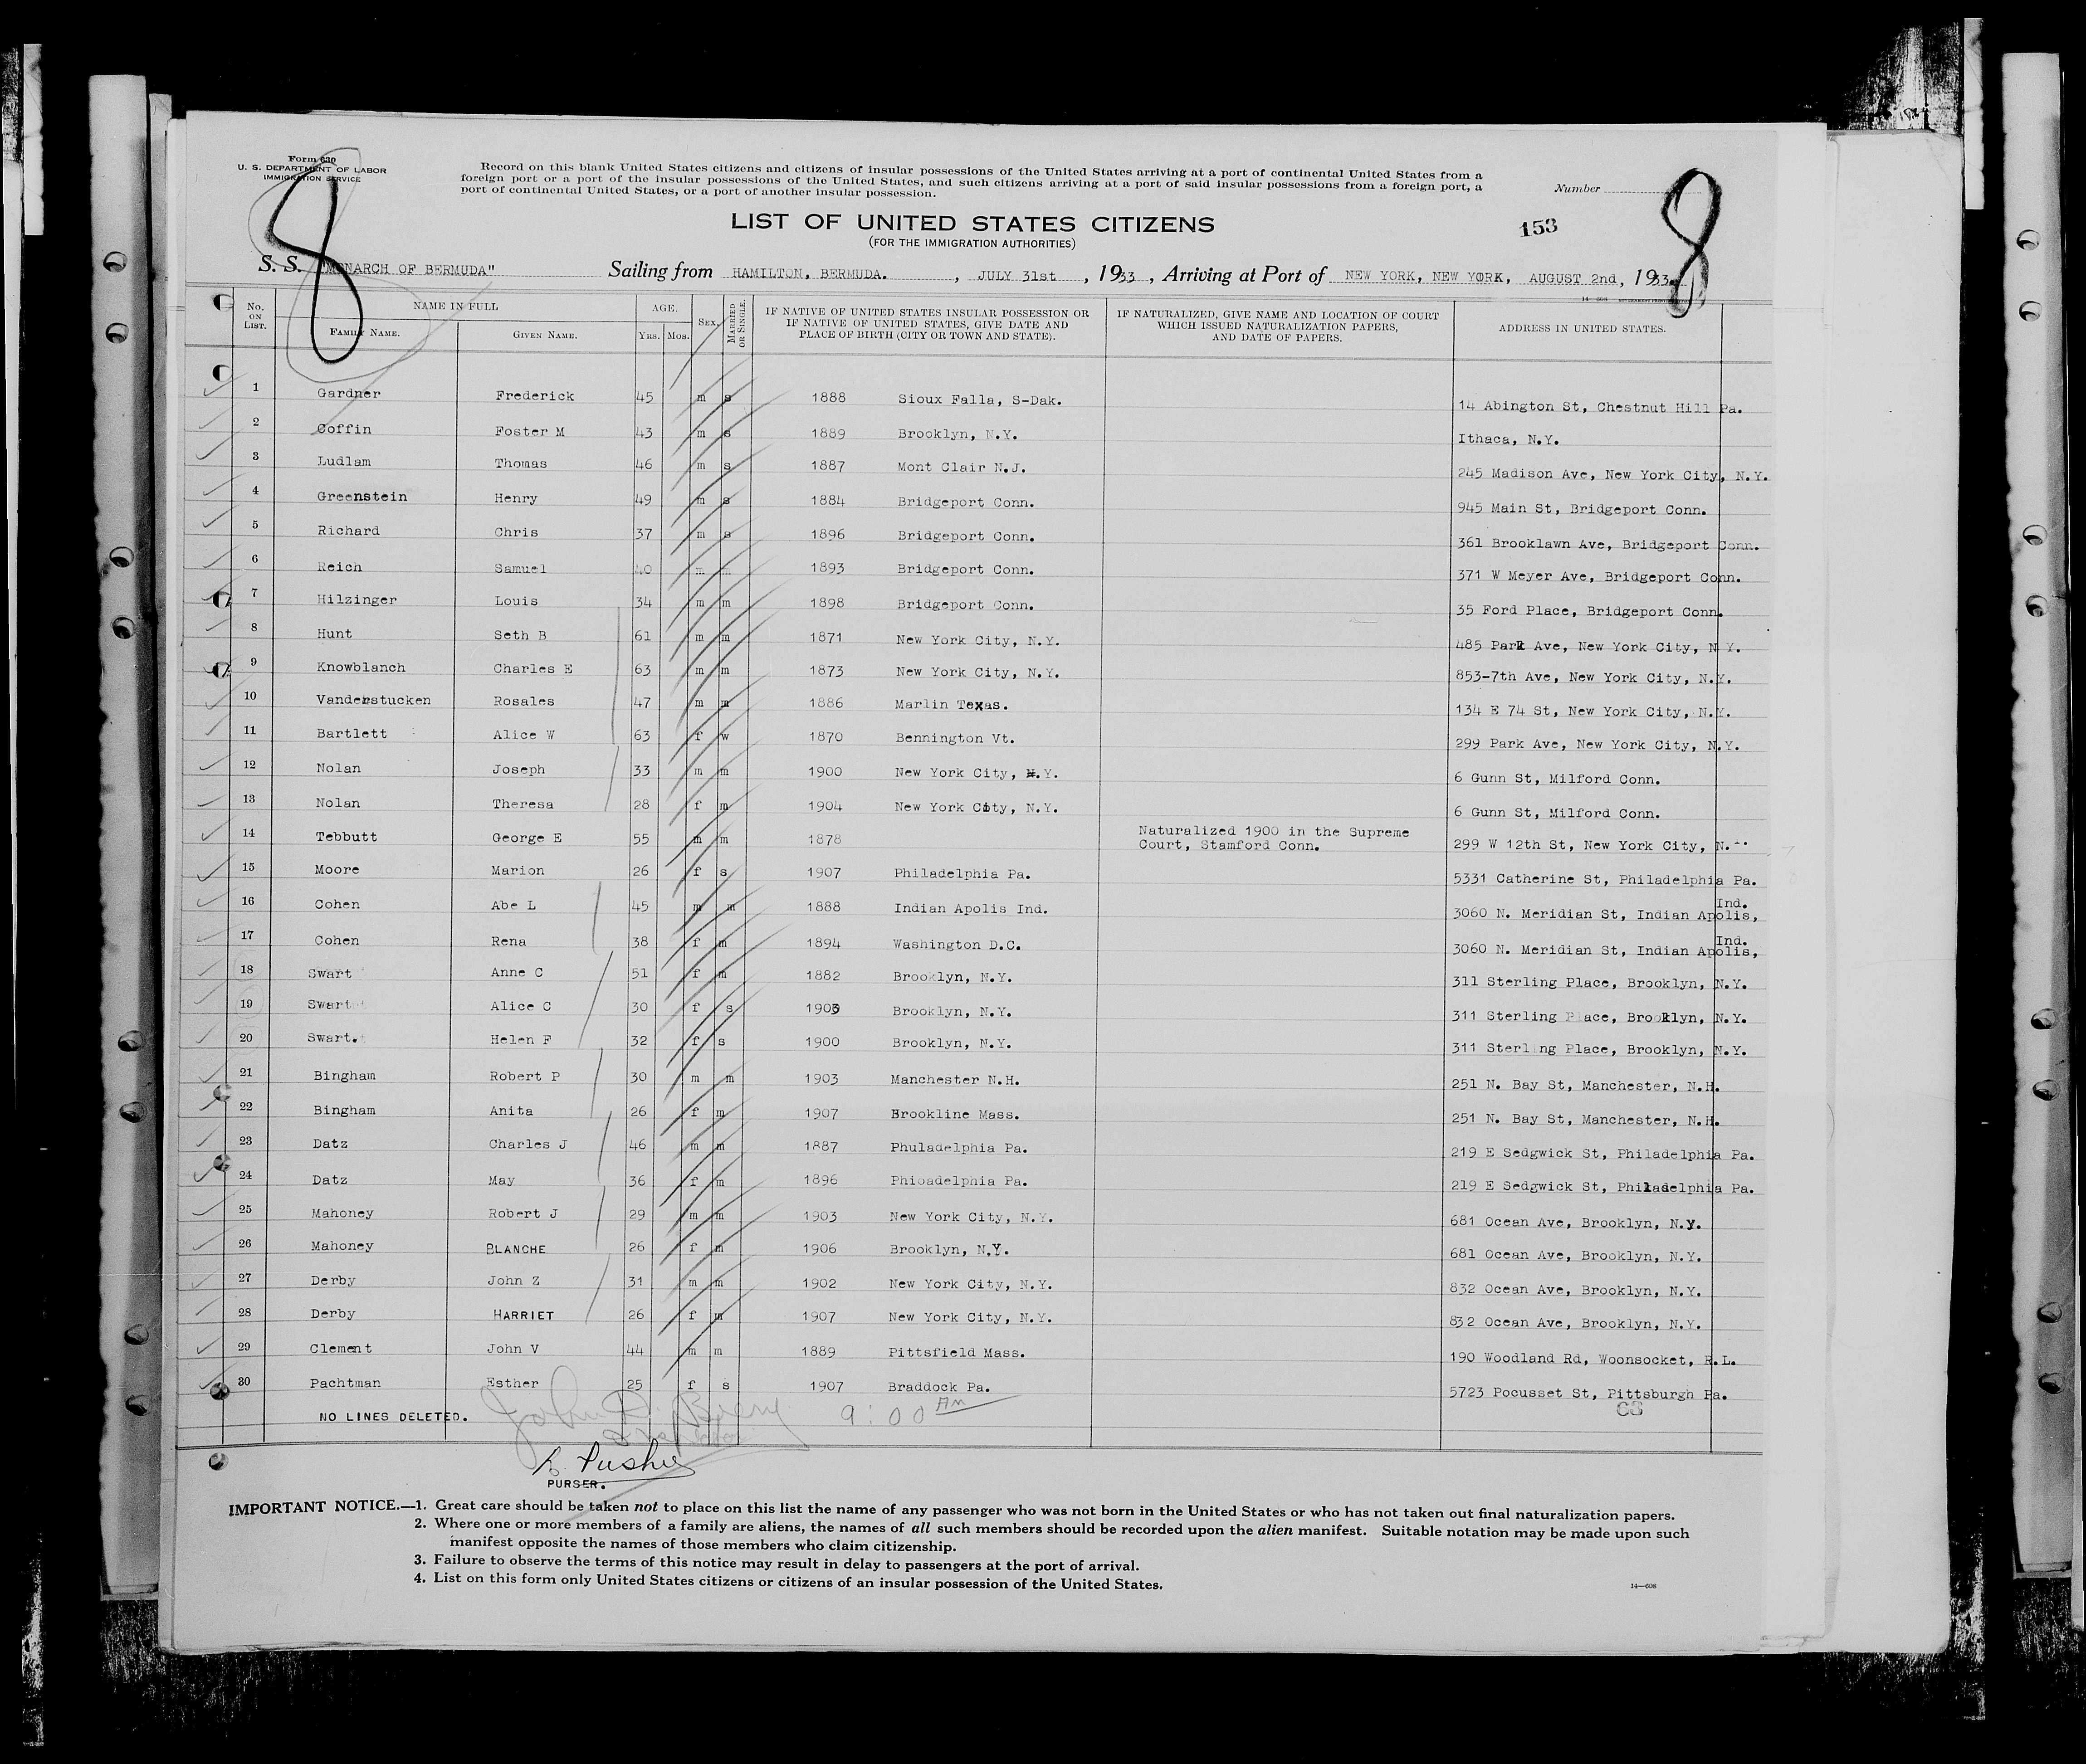 Form 630
U. S. DEPARTMENT OF LABOR
IMMIGRATION SERVICE
Record on this blank United States citizens and citizens of insular possessions of the United States arriving at a port of continental United States from a
foreign port or a port of the insular possessions of the United States, and such citizens arriving at a port of said insular possessions from a foreign port, a
port of continental United States, or a port of another insular possession.
Number
8
8
LIST OF UNITED STATES CITIZENS
(FOR THE IMMIGRATION AUTHORITIES)
153
S. S. "MONARCH OF BERMUDA" Sailing from HAMILTON, BERMUDA. , JULY 31st , 1933 , Arriving at Port of NEW YORK, NEW YORK, AUGUST 2nd, 1933.
No. ON LIST. NAME IN FULL FAMILY NAME. GIVEN NAME. AGE. YRS. MOS. SEX. MARRIED OR SINGLE. IF NATIVE OF UNITED STATES INSULAR POSSESSION OR IF NATIVE OF UNITED STATES, GIVE DATE AND PLACE OF BIRTH (CITY OR TOWN AND STATE). IF NATURALIZED, GIVE NAME AND LOCATION OF COURT WHICH ISSUED NATURALIZATION PAPERS, AND DATE OF PAPERS. ADDRESS IN UNITED STATES.
1 Gardner Frederick 45 m s 1888 Sioux Falla, S-Dak. 14 Abington St, Chestnut Hill Pa.
2 Coffin Foster M 43 m s 1889 Brooklyn, N.Y. Ithaca, N.Y.
3 Ludlam Thomas 46 m s 1887 Mont Clair N.J. 245 Madison Ave, New York City, N.Y.
4 Greenstein Henry 49 m s 1884 Bridgeport Conn. 945 Main St, Bridgeport Conn.
5 Richard Chris 37 m s 1896 Bridgeport Conn. 361 Brooklawn Ave, Bridgeport Conn.
6 Reich Samuel 40 m m 1893 Bridgeport Conn. 371 W Meyer Ave, Bridgeport Conn.
7 Hilzinger Louis 34 m m 1898 Bridgeport Conn. 35 Ford Place, Bridgeport Conn.
8 Hunt Seth B 61 m m 1871 New York City, N.Y. 485 Park Ave, New York City, N.Y.
9 Knowblanch Charles E 63 m m 1873 New York City, N.Y. 853-7th Ave, New York City, N.Y.
10 Vanderstucken Rosales 47 m m 1886 Marlin Texas. 134 E 74 St, New York City, N.Y.
11 Bartlett Alice W 63 f w 1870 Bennington Vt. 299 Park Ave, New York City, N.Y.
12 Nolan Joseph 33 m m 1900 New York City, N.Y. 6 Gunn St, Milford Conn.
13 Nolan Theresa 28 f m 1904 New York City, N.Y. 6 Gunn St, Milford Conn.
14 Tebbutt George E 55 m m 1878 Naturalized 1900 in the Supreme Court, Stamford Conn. 299 W 12th St, New York City, N.Y.
15 Moore Marion 26 f s 1907 Philadelphia Pa. 5331 Catherine St, Philadelphia Pa.
16 Cohen Abe L 45 m m 1888 Indian Apolis Ind. 3060 N. Meridian St, Indian Apolis, Ind.
17 Cohen Rena 38 f m 1894 Washington D.C. 3060 N. Meridian St, Indian Apolis, Ind.
18 Swart Anne C 51 f m 1882 Brooklyn, N.Y. 311 Sterling Place, Brooklyn, N.Y.
19 Swart Alice C 30 f s 1903 Brooklyn, N.Y. 311 Sterling Place, Brooklyn, N.Y.
20 Swart. Helen F 32 f s 1900 Brooklyn, N.Y. 311 Sterling Place, Brooklyn, N.Y.
21 Bingham Robert P 30 m m 1903 Manchester N.H. 251 N. Bay St, Manchester, N.H.
22 Bingham Anita 26 f m 1907 Brookline Mass. 251 N. Bay St, Manchester, N.H.
23 Datz Charles J 46 m m 1887 Phuladelphia Pa. 219 E Sedgwick St, Philadelphia Pa.
24 Datz May 36 f m 1896 Phioadelphia Pa. 219 E Sedgwick St, Philadelphia Pa.
25 Mahoney Robert J 29 m m 1903 New York City, N.Y. 681 Ocean Ave, Brooklyn, N.Y.
26 Mahoney BLANCHE 26 f m 1906 Brooklyn, N.Y. 681 Ocean Ave, Brooklyn, N.Y.
27 Derby John Z 31 m m 1902 New York City, N.Y. 832 Ocean Ave, Brooklyn, N.Y.
28 Derby HARRIET 26 f m 1907 New York City, N.Y. 832 Ocean Ave, Brooklyn, N.Y.
29 Clement John V 44 m m 1889 Pittsfield Mass. 190 Woodland Rd, Woonsocket, R.L.
30 Pachtman Esther 25 f s 1907 Braddock Pa. 5723 Pocusset St, Pittsburgh Pa.
NO LINES DELETED. John 9:00 AM
PURSER.
IMPORTANT NOTICE.—1. Great care should be taken not to place on this list the name of any passenger who was not born in the United States or who has not taken out final naturalization papers.
2. Where one or more members of a family are aliens, the names of all such members should be recorded upon the alien manifest. Suitable notation may be made upon such
manifest opposite the names of those members who claim citizenship.
3. Failure to observe the terms of this notice may result in delay to passengers at the port of arrival.
4. List on this form only United States citizens or citizens of an insular possession of the United States.
14—608